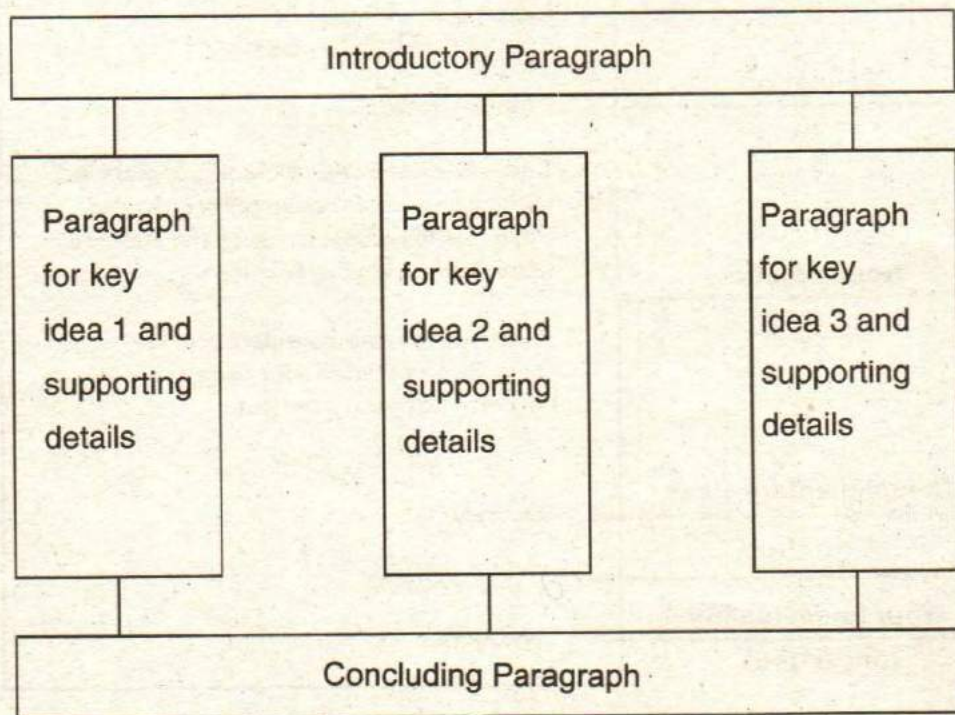 Introductory Paragraph
Paragraph
for key
idea 1 and
supporting
details
Paragraph
for key
idea 2 and
supporting
details
Paragraph
for key
idea 3 and
supporting
details
Concluding Paragraph